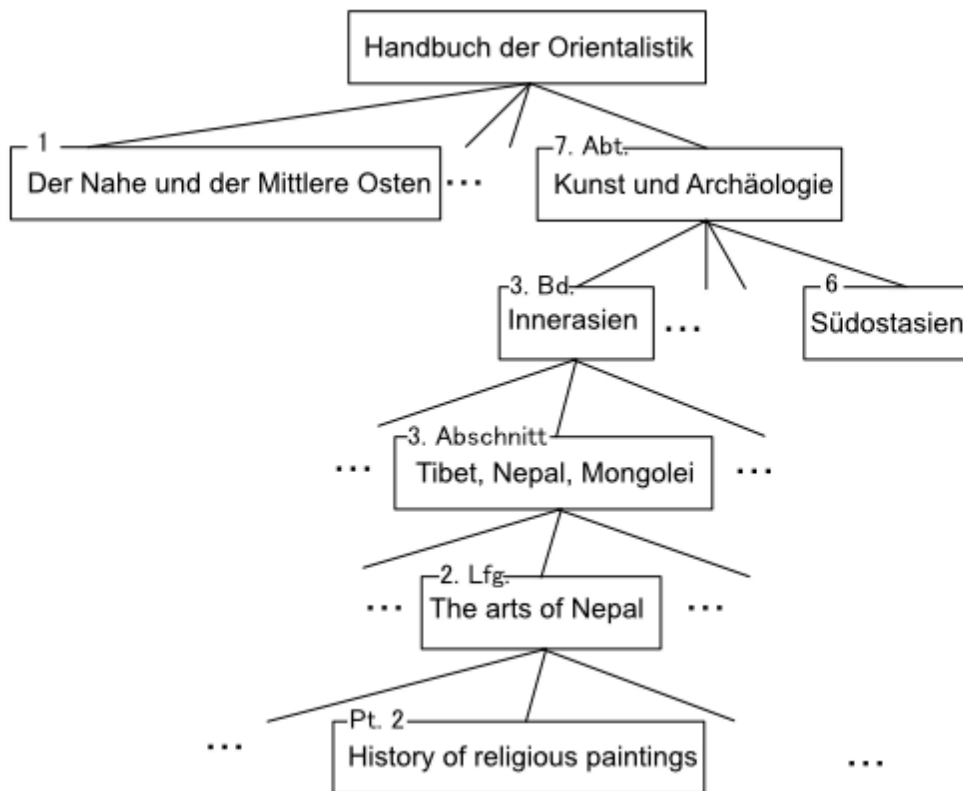 Handbuch der Orientalistik
1
Der Nahe und der Mittlere Osten
...
7. Abt.
Kunst und Archäologie
3. Bd.
Innerasien
...
6
Südostasien
3. Abschnitt
...
Tibet, Nepal, Mongolei
...
2. Lfg.
...
The arts of Nepal
...
Pt. 2
...
History of religious paintings
...